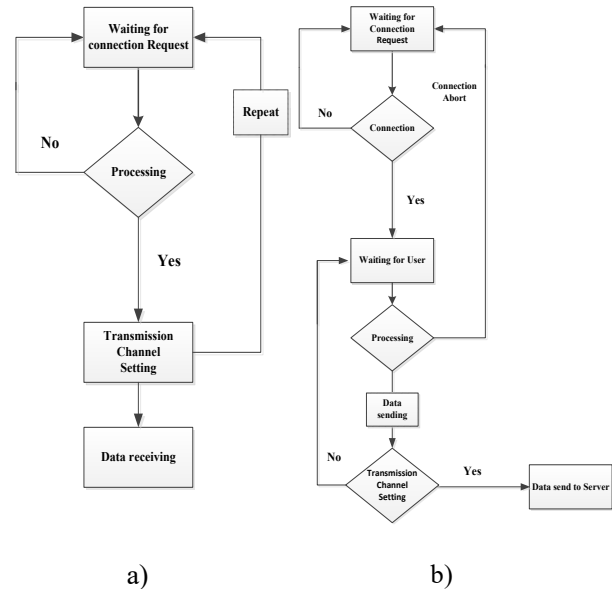 Waiting for
connection Request
Repeat
No
Processing
Yes
Transmission
Channel
Setting
Data receiving
a)
Waiting for
Connection
Request
Connection
Abort
No
Connection
Yes
Waiting for User
Processing
Data
sending
No
Transmission
Channel
Setting
Yes
Data send to Server
b)